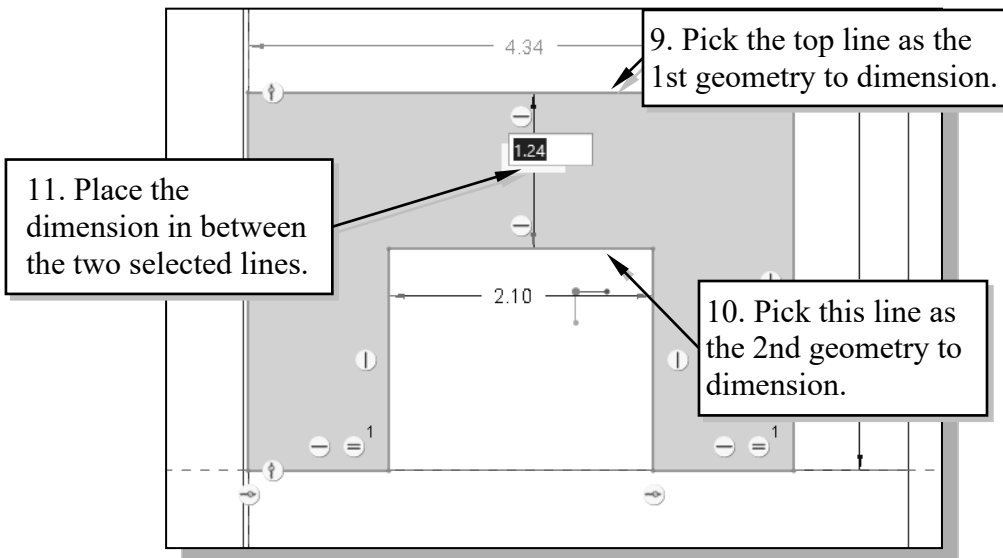 4.34
9. Pick the top line as the
1st geometry to dimension.
1.24
11. Place the
dimension in between
the two selected lines.
2.10
10. Pick this line as
the 2nd geometry to
dimension.
1
1